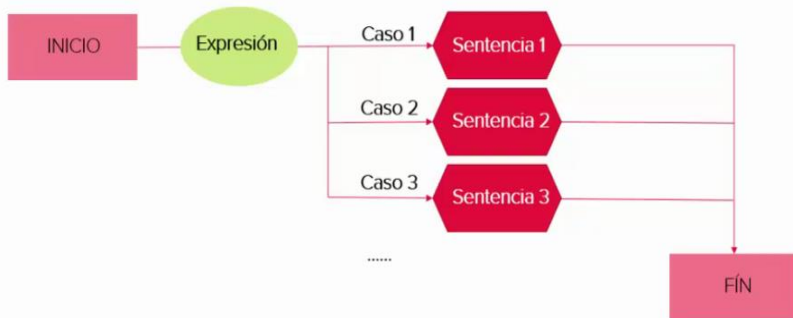 INICIO
Expresión
Caso 1
Sentencia 1
Caso 2
Sentencia 2
Caso 3
Sentencia 3
......
FÍN